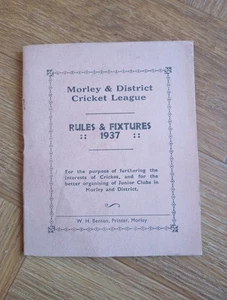 Morley & District
Cricket League
RULES & FIXTURES
:: 1937 ::
For the purpose of furthering the
interests of Cricket, and for the
better organising of Junior Clubs in
Morley and District.
W. H. Printer, Morley